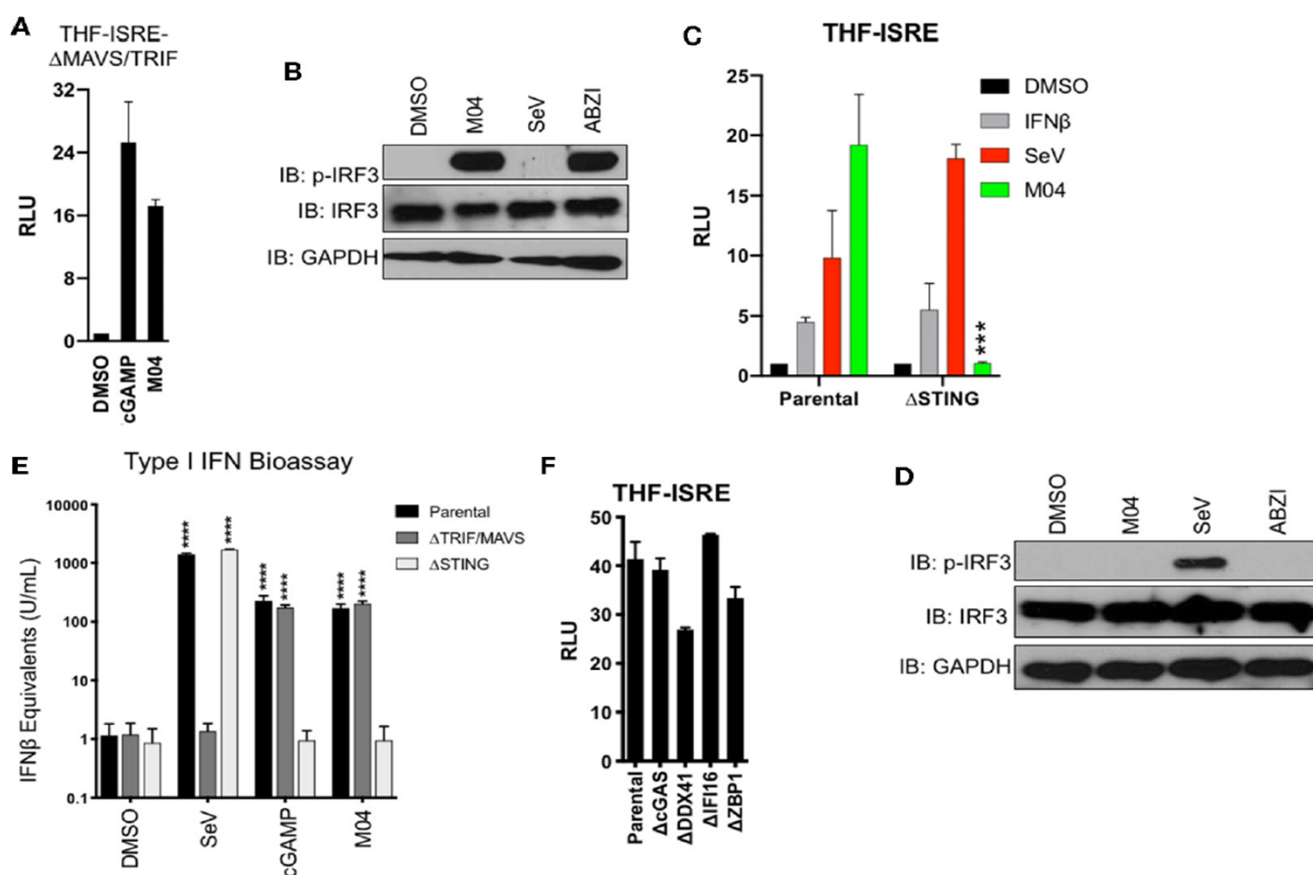 A
THF-ISRE-
ΔMAVS/TRIF
32
24
16
8
0
RLU
DMSO
cGAMP
M04
B
DMSO
M04
SeV
ABZI
IB: p-IRF3
IB: IRF3
IB: GAPDH
C
THF-ISRE
25
20
15
10
5
0
RLU
DMSO
IFNβ
SeV
M04
***
Parental
ΔSTING
E
Type I IFN Bioassay
10000
1000
100
10
1
0.1
IFNβ Equivalents (U/mL)
****
****
****
****
****
****
Parental
ΔTRIF/MAVS
ΔSTING
DMSO
SeV
cGAMP
M04
F
THF-ISRE
50
40
30
20
10
0
RLU
Parental
ΔcGAS
ΔDDX41
ΔIFI16
ΔZBP1
D
DMSO
M04
SeV
ABZI
IB: p-IRF3
IB: IRF3
IB: GAPDH